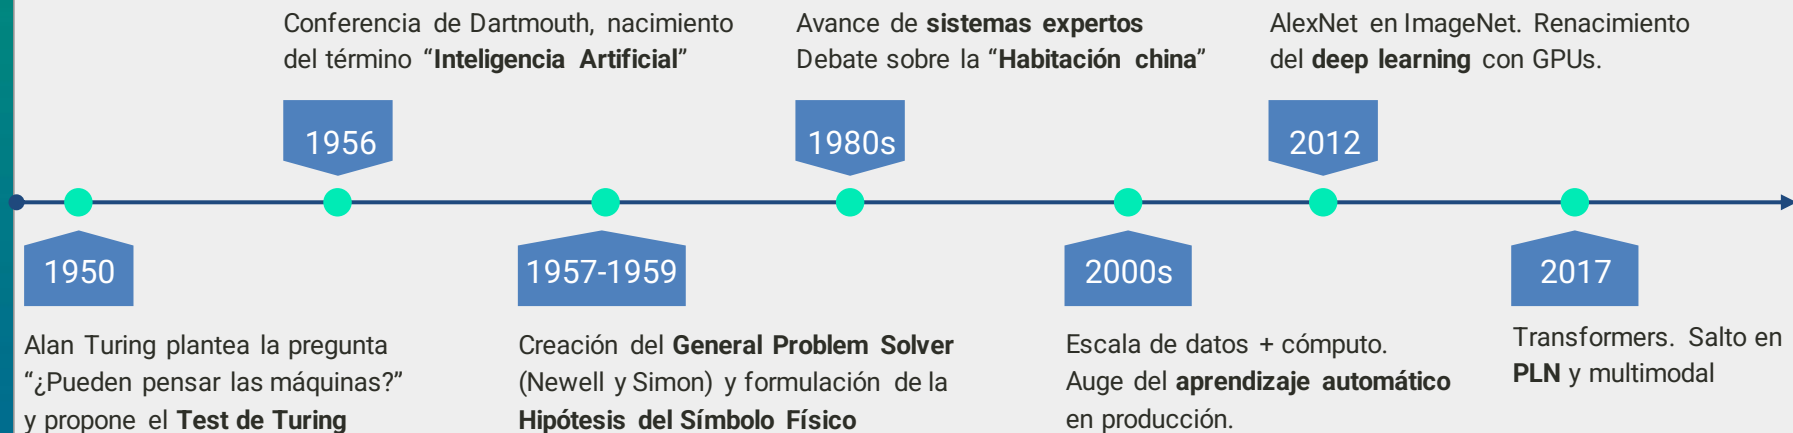 Conferencia de Dartmouth, nacimiento
del término “Inteligencia Artificial”
Avance de sistemas expertos
Debate sobre la “Habitación china”
AlexNet en ImageNet. Renacimiento
del deep learning con GPUs.
1956
1980s
2012
1950
1957-1959
2000s
2017
Alan Turing plantea la pregunta
“¿Pueden pensar las máquinas?”
y propone el Test de Turing
Creación del General Problem Solver
(Newell y Simon) y formulación de la
Hipótesis del Símbolo Físico
Escala de datos + cómputo.
Auge del aprendizaje automático
en producción.
Transformers. Salto en
PLN y multimodal